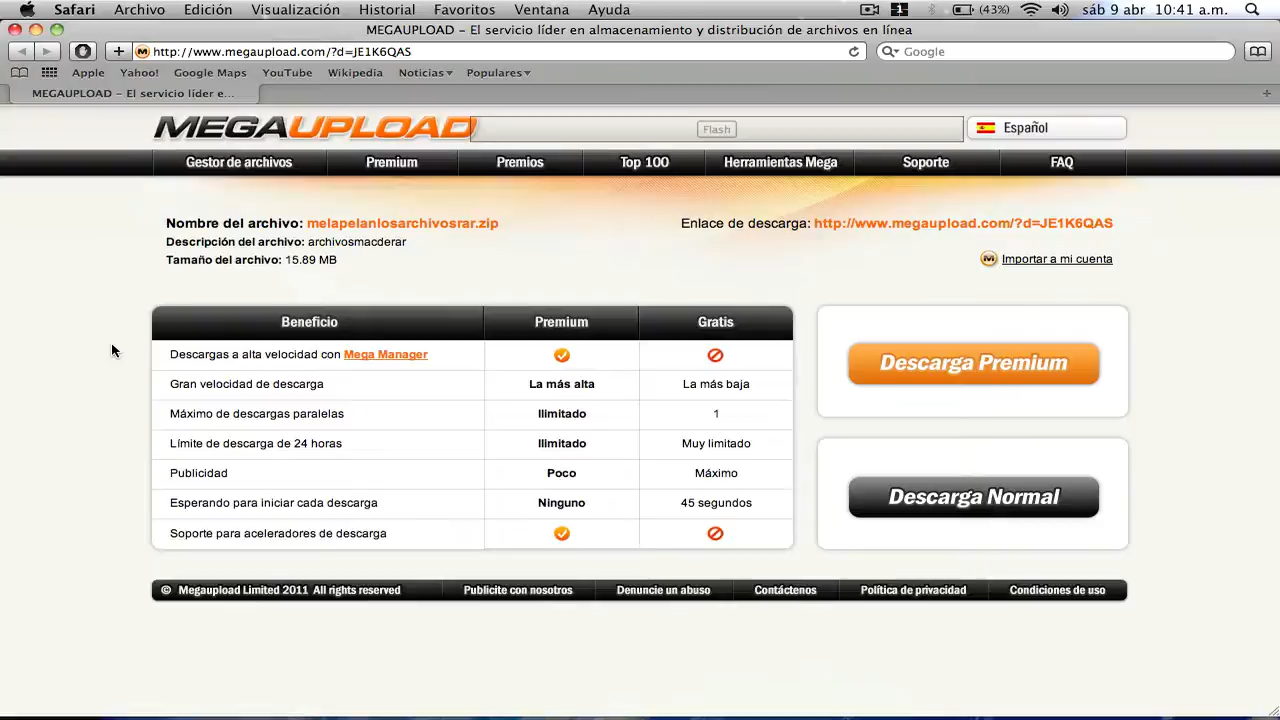 Safari Archivo Edición Visualización Historial Favoritos Ventana Ayuda 1 (43%) sáb 9 abr 10:41 a.m.
MEGAUPLOAD – El servicio líder en almacenamiento y distribución de archivos en línea
http://www.megaupload.com/?d=JE1K6QAS Google
Apple Yahoo! Google Maps YouTube Wikipedia Noticias Populares
MEGAUPLOAD – El servicio líder e...
MEGAUPLOAD Flash Español
Gestor de archivos Premium Premios Top 100 Herramientas Mega Soporte FAQ
Nombre del archivo: melapelanlosarchivosrar.zip Enlace de descarga: http://www.megaupload.com/?d=JE1K6QAS
Descripción del archivo: archivosmacderar
Tamaño del archivo: 15.89 MB Importar a mi cuenta
Beneficio Premium Gratis
Descargas a alta velocidad con Mega Manager
Gran velocidad de descarga La más alta La más baja
Máximo de descargas paralelas Ilimitado 1
Límite de descarga de 24 horas Ilimitado Muy limitado
Publicidad Poco Máximo
Esperando para iniciar cada descarga Ninguno 45 segundos
Soporte para aceleradores de descarga
Descarga Premium
Descarga Normal
© Megaupload Limited 2011 All rights reserved Publicite con nosotros Denuncie un abuso Contáctenos Política de privacidad Condiciones de uso